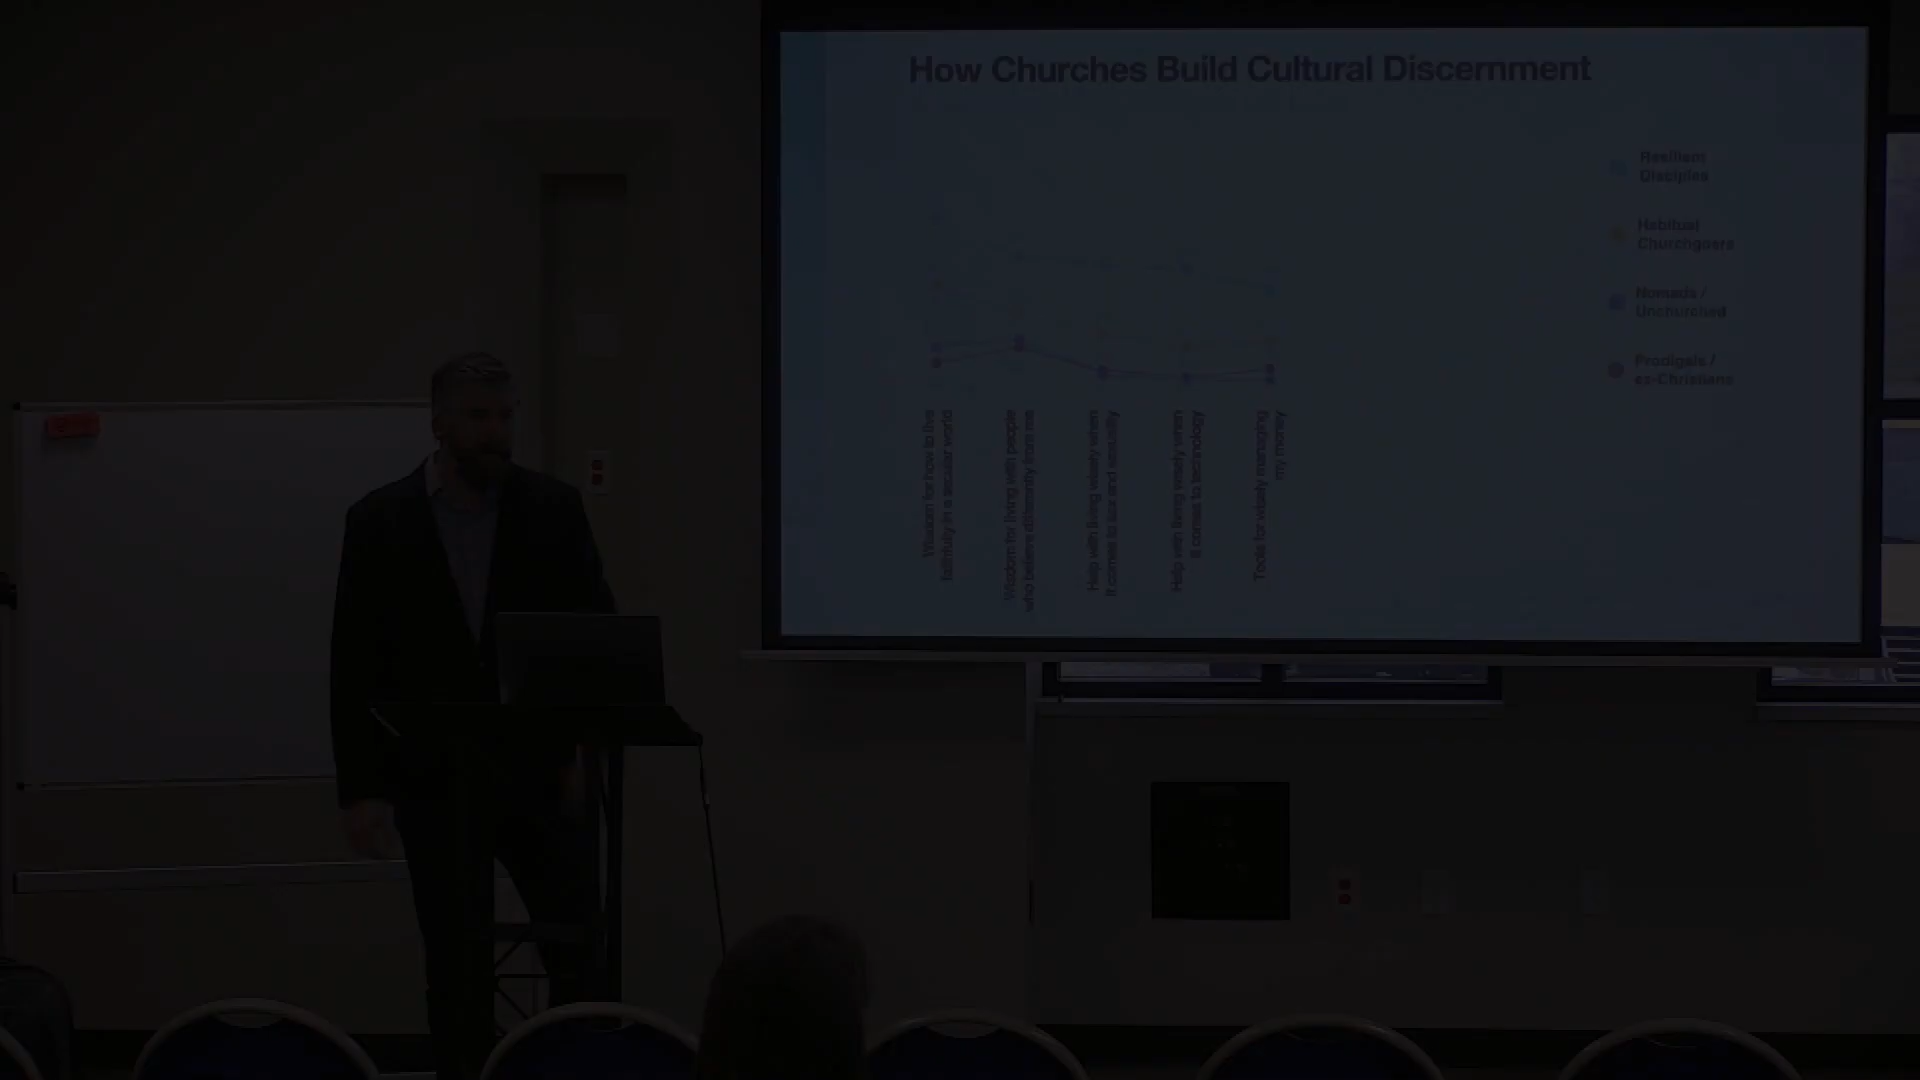 How Churches Build Cultural Discernment
Resilient
Disciples
Habitual
Churchgoers
Nomads /
Unchurched
Prodigals /
ex-Christians
Wisdom for how to live
faithfully in a secular world
Wisdom for living with people
who believe differently from me
Help with living wisely when
it comes to sex and sexuality
Help with living wisely when
it comes to technology
Tools for wisely managing
my money